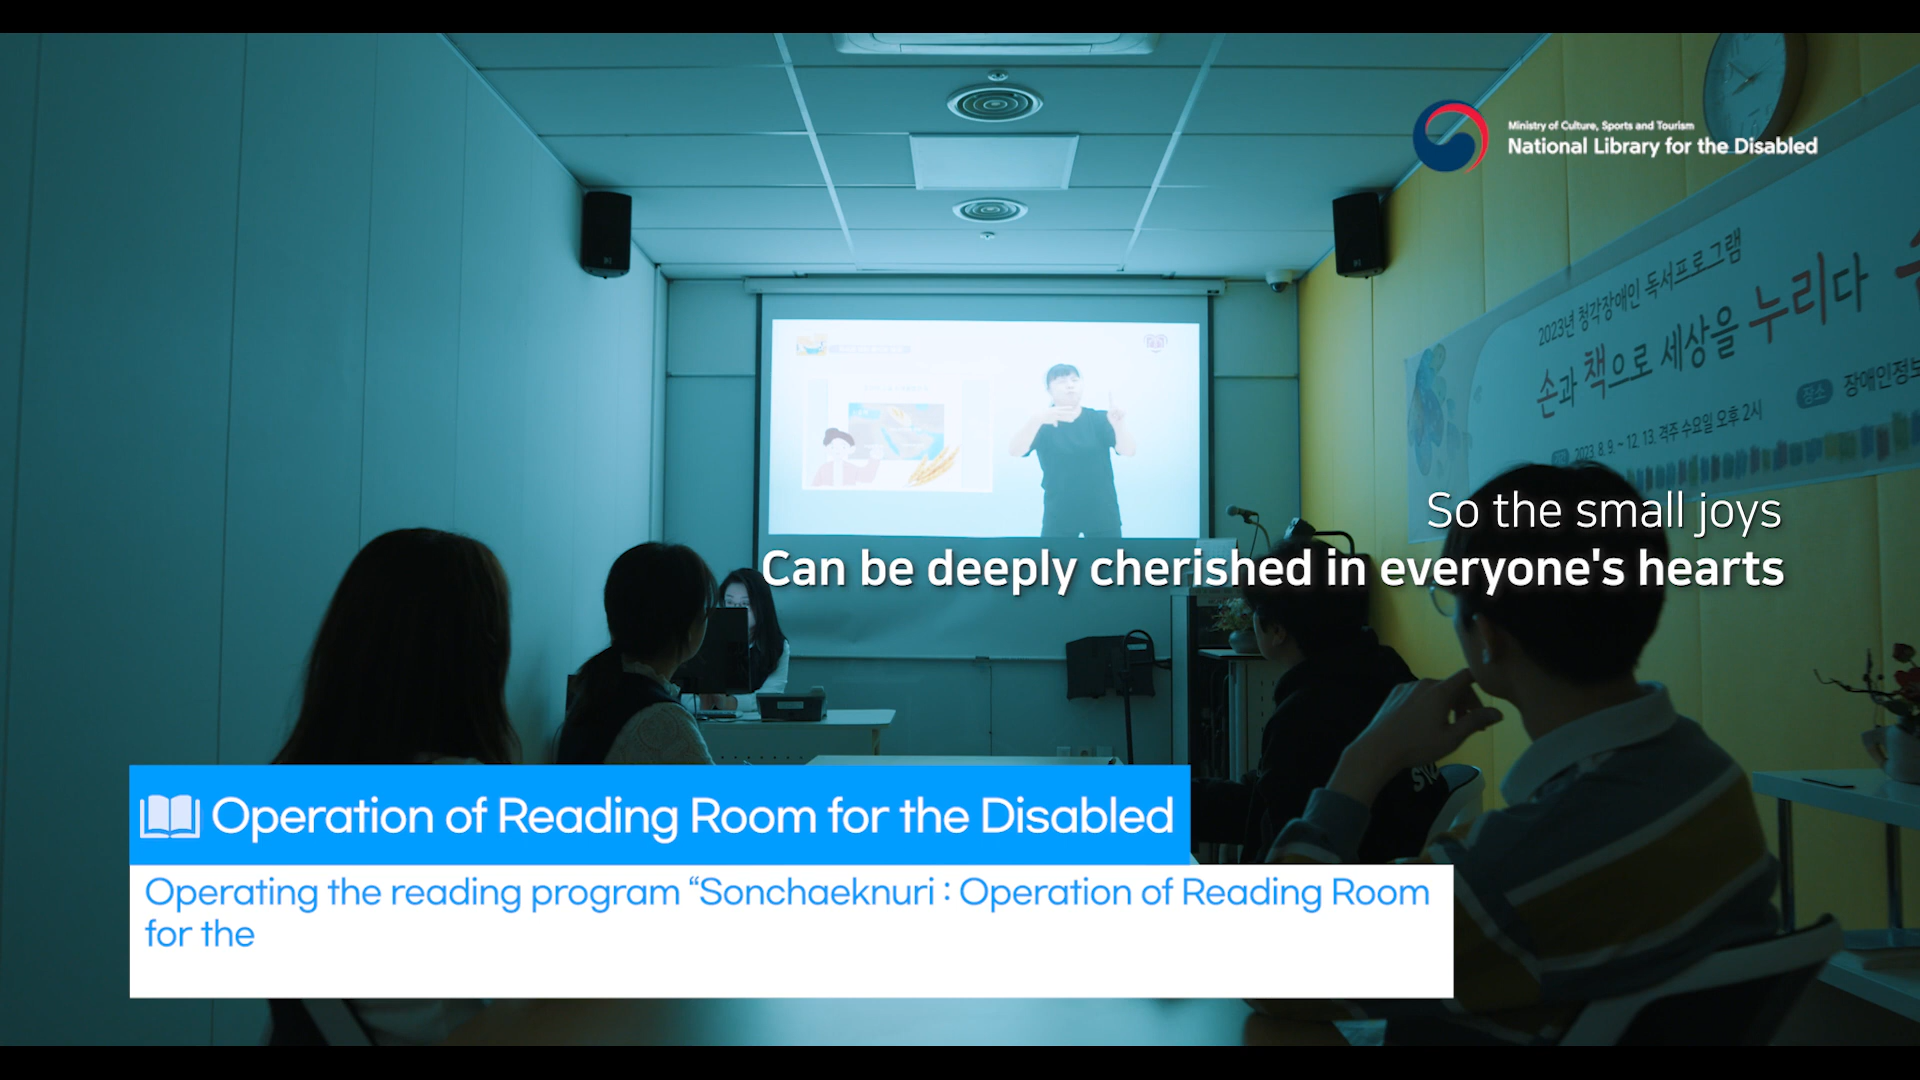 Ministry of Culture, Sports and Tourism
National Library for the Disabled
2023년 청각장애인 독서프로그램
손과 책으로 세상을 누리다
2023. 8. 9. ~ 12. 13. 격주 수요일 오후 2시
장소 장애인정보
So the small joys
Can be deeply cherished in everyone's hearts
Operation of Reading Room for the Disabled
Operating the reading program “Sonchaeknuri : Operation of Reading Room
for the